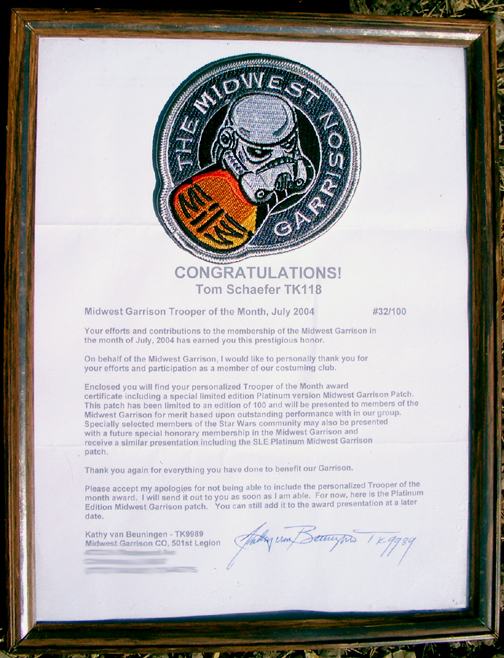 THE MIDWEST GARRISON
MW
CONGRATULATIONS!
Tom Schaefer TK118
Midwest Garrison Trooper of the Month, July 2004 #32/100
Your efforts and contributions to the membership of the Midwest Garrison in
the month of July, 2004 has earned you this prestigious honor.
On behalf of the Midwest Garrison, I would like to personally thank you for
your efforts and participation as a member of our costuming club.
Enclosed you will find your personalized Trooper of the Month award
certificate including a special limited edition Platinum version Midwest Garrison Patch.
This patch has been limited to an edition of 100 and will be presented to members of the
Midwest Garrison for merit based upon outstanding performance with in our group.
Specially selected members of the Star Wars community may also be presented
with a future special honorary membership in the Midwest Garrison and
receive a similar presentation including the SLE Platinum Midwest Garrison
patch.
Thank you again for everything you have done to benefit our Garrison.
Please accept my apologies for not being able to include the personalized Trooper of the
month award. I will send it out to you as soon as I am able. For now, here is the Platinum
Edition Midwest Garrison patch. You can still add it to the award presentation at a later
date.
Kathy van Beuningen - TK9989
Midwest Garrison CO, 501st Legion
Kathy van Beuningen TK9989